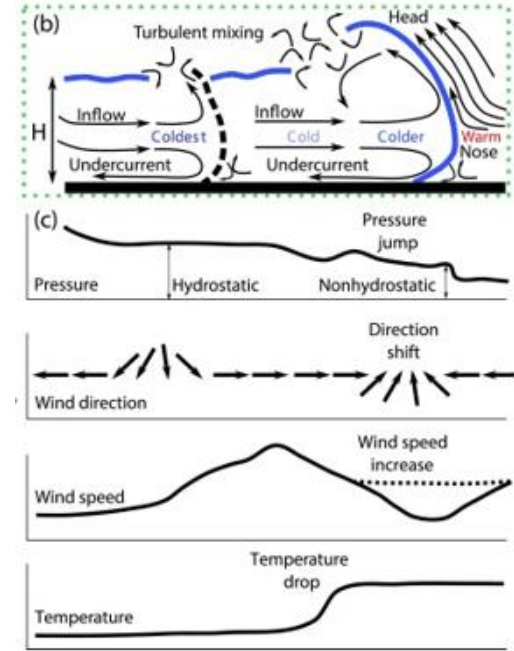 (b)
Turbulent mixing
Head
H
Inflow
Inflow
Coldest
Cold
Colder
Warm
Undercurrent
Undercurrent
Nose
(c)
Pressure
jump
Pressure
Hydrostatic
Nonhydrostatic
Direction
shift
Wind direction
Wind speed
increase
Wind speed
Temperature
drop
Temperature